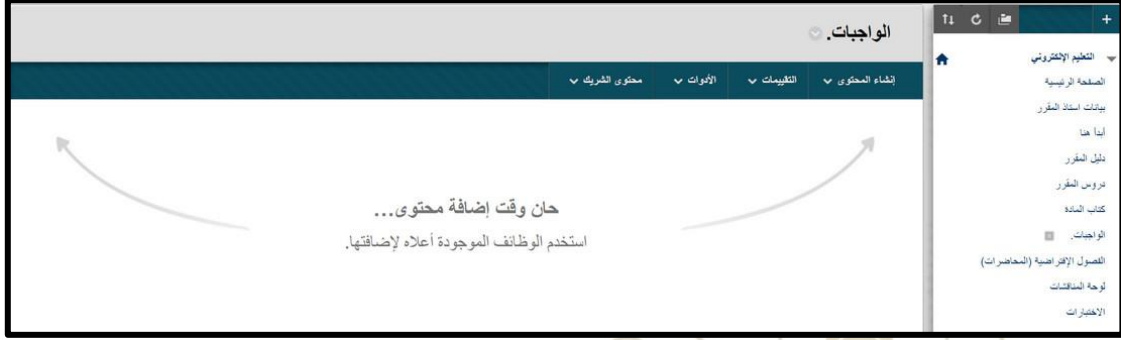 الواجبات.
إنشاء المحتوى التقييمات الأدوات محتوى الشريك
حان وقت إضافة محتوى...
استخدم الوظائف الموجودة أعلاه لإضافتها.
التعليم الإلكتروني
الصفحة الرئيسية
بيانات استاذ المقرر
أبدأ هنا
دليل المقرر
دروس المقرر
كتاب المادة
الواجبات.
الفصول الإفتراضية (المحاضرات)
لوحة المناقشات
الاختبارات